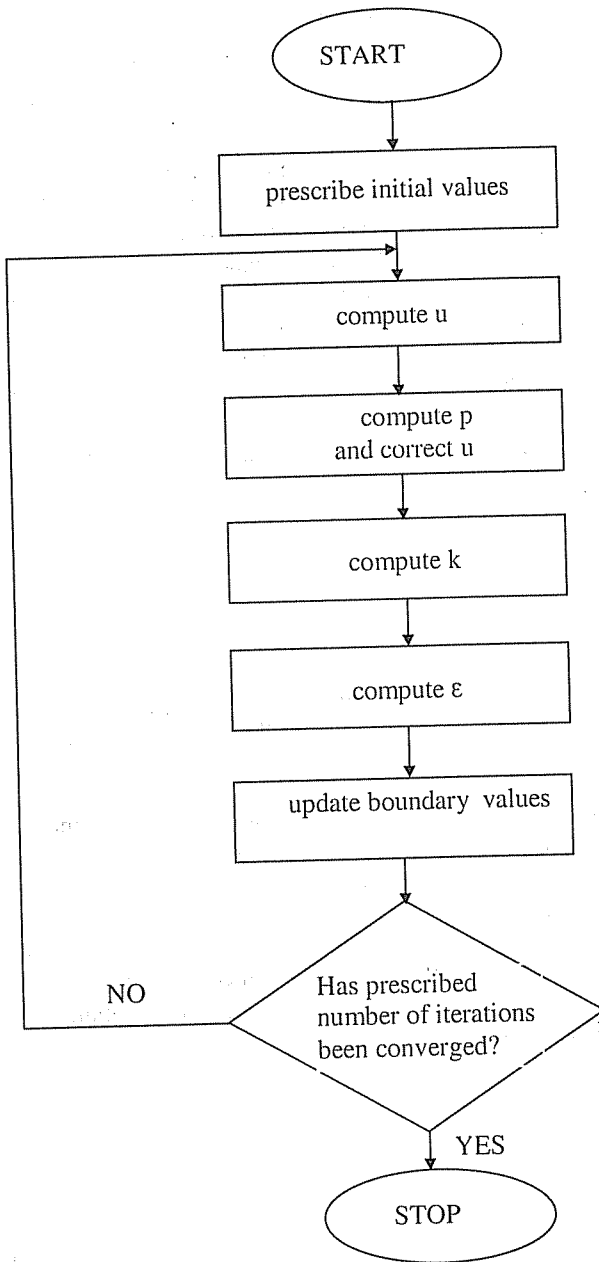 START
prescribe initial values
compute u
compute p
and correct u
compute k
compute ε
update boundary values
Has prescribed
number of iterations
been converged?
NO
YES
STOP